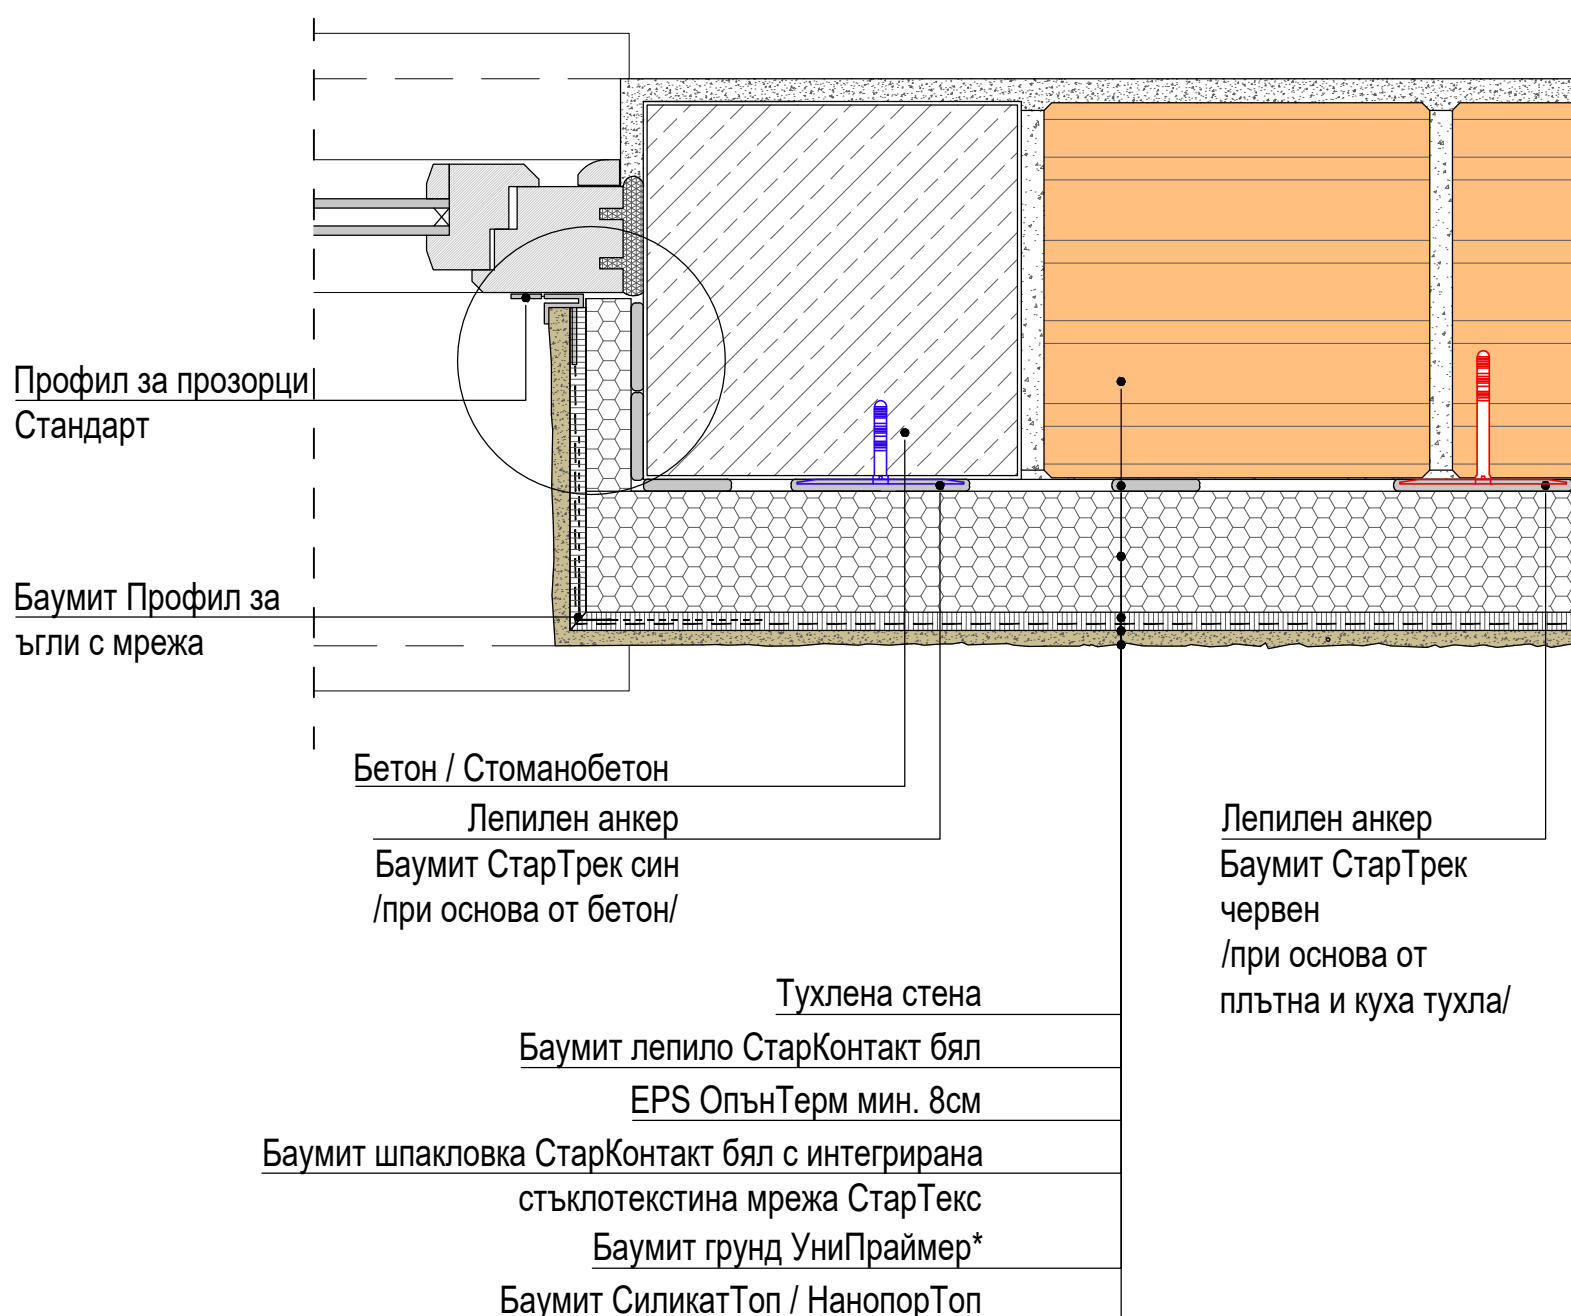 Профил за прозорци
Стандарт
Баумит Профил за
ъгли с мрежа
Бетон / Стоманобетон
Лепилен анкер
Баумит СтарТрек син
/при основа от бетон/
Лепилен анкер
Баумит СтарТрек
червен
/при основа от
плътна и куха тухла/
Тухлена стена
Баумит лепило СтарКонтакт бял
EPS ОпънТерм мин. 8см
Баумит шпакловка СтарКонтакт бял с интегрирана
стъклотекстина мрежа СтарТекс
Баумит грунд УниПраймер*
Баумит СиликатТоп / НанопорТоп